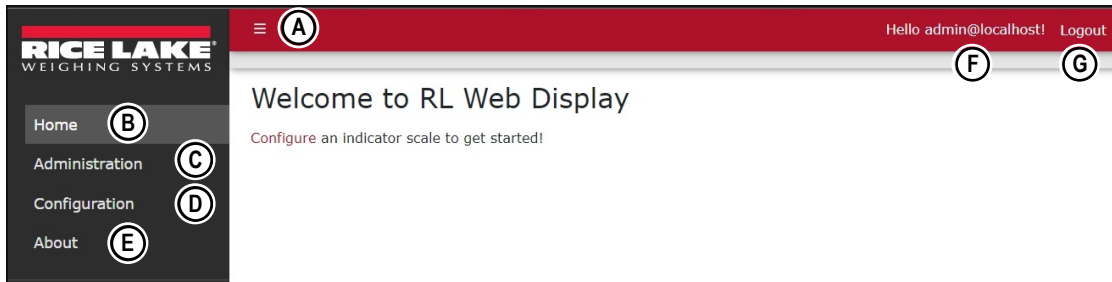 RICE LAKE®
WEIGHING SYSTEMS
☰ A
Hello admin@localhost! Logout
F G
Welcome to RL Web Display
Configure an indicator scale to get started!
Home B
Administration C
Configuration D
About E